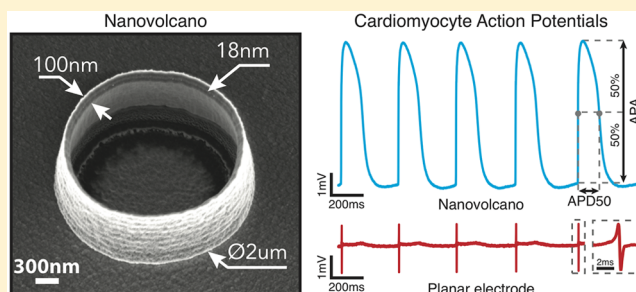 Nanovolcano
100nm
18nm
Ø2um
300nm
Cardiomyocyte Action Potentials
50%
50%
APA
1mV
200ms
Nanovolcano
APD50
1mV
200ms
Planar electrode
2ms